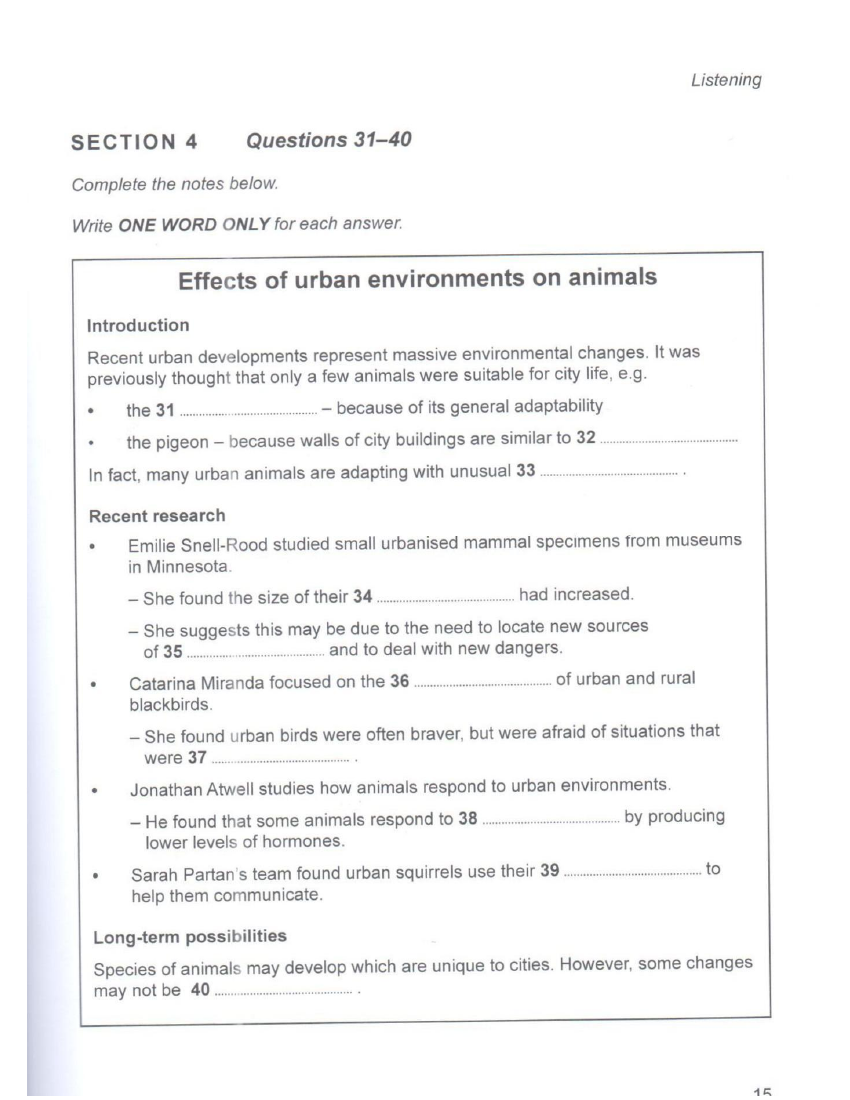 Listening
SECTION 4 Questions 31–40
Complete the notes below.
Write ONE WORD ONLY for each answer.
Effects of urban environments on animals
Introduction
Recent urban developments represent massive environmental changes. It was
previously thought that only a few animals were suitable for city life, e.g.
• the 31 .......................................... – because of its general adaptability
• the pigeon – because walls of city buildings are similar to 32 ..........................................
In fact, many urban animals are adapting with unusual 33 .......................................... .
Recent research
• Emilie Snell-Rood studied small urbanised mammal specimens from museums
in Minnesota.
– She found the size of their 34 .......................................... had increased.
– She suggests this may be due to the need to locate new sources
of 35 .......................................... and to deal with new dangers.
• Catarina Miranda focused on the 36 .......................................... of urban and rural
blackbirds.
– She found urban birds were often braver, but were afraid of situations that
were 37 .......................................... .
• Jonathan Atwell studies how animals respond to urban environments.
– He found that some animals respond to 38 .......................................... by producing
lower levels of hormones.
• Sarah Partan's team found urban squirrels use their 39 .......................................... to
help them communicate.
Long-term possibilities
Species of animals may develop which are unique to cities. However, some changes
may not be 40 .......................................... .
15